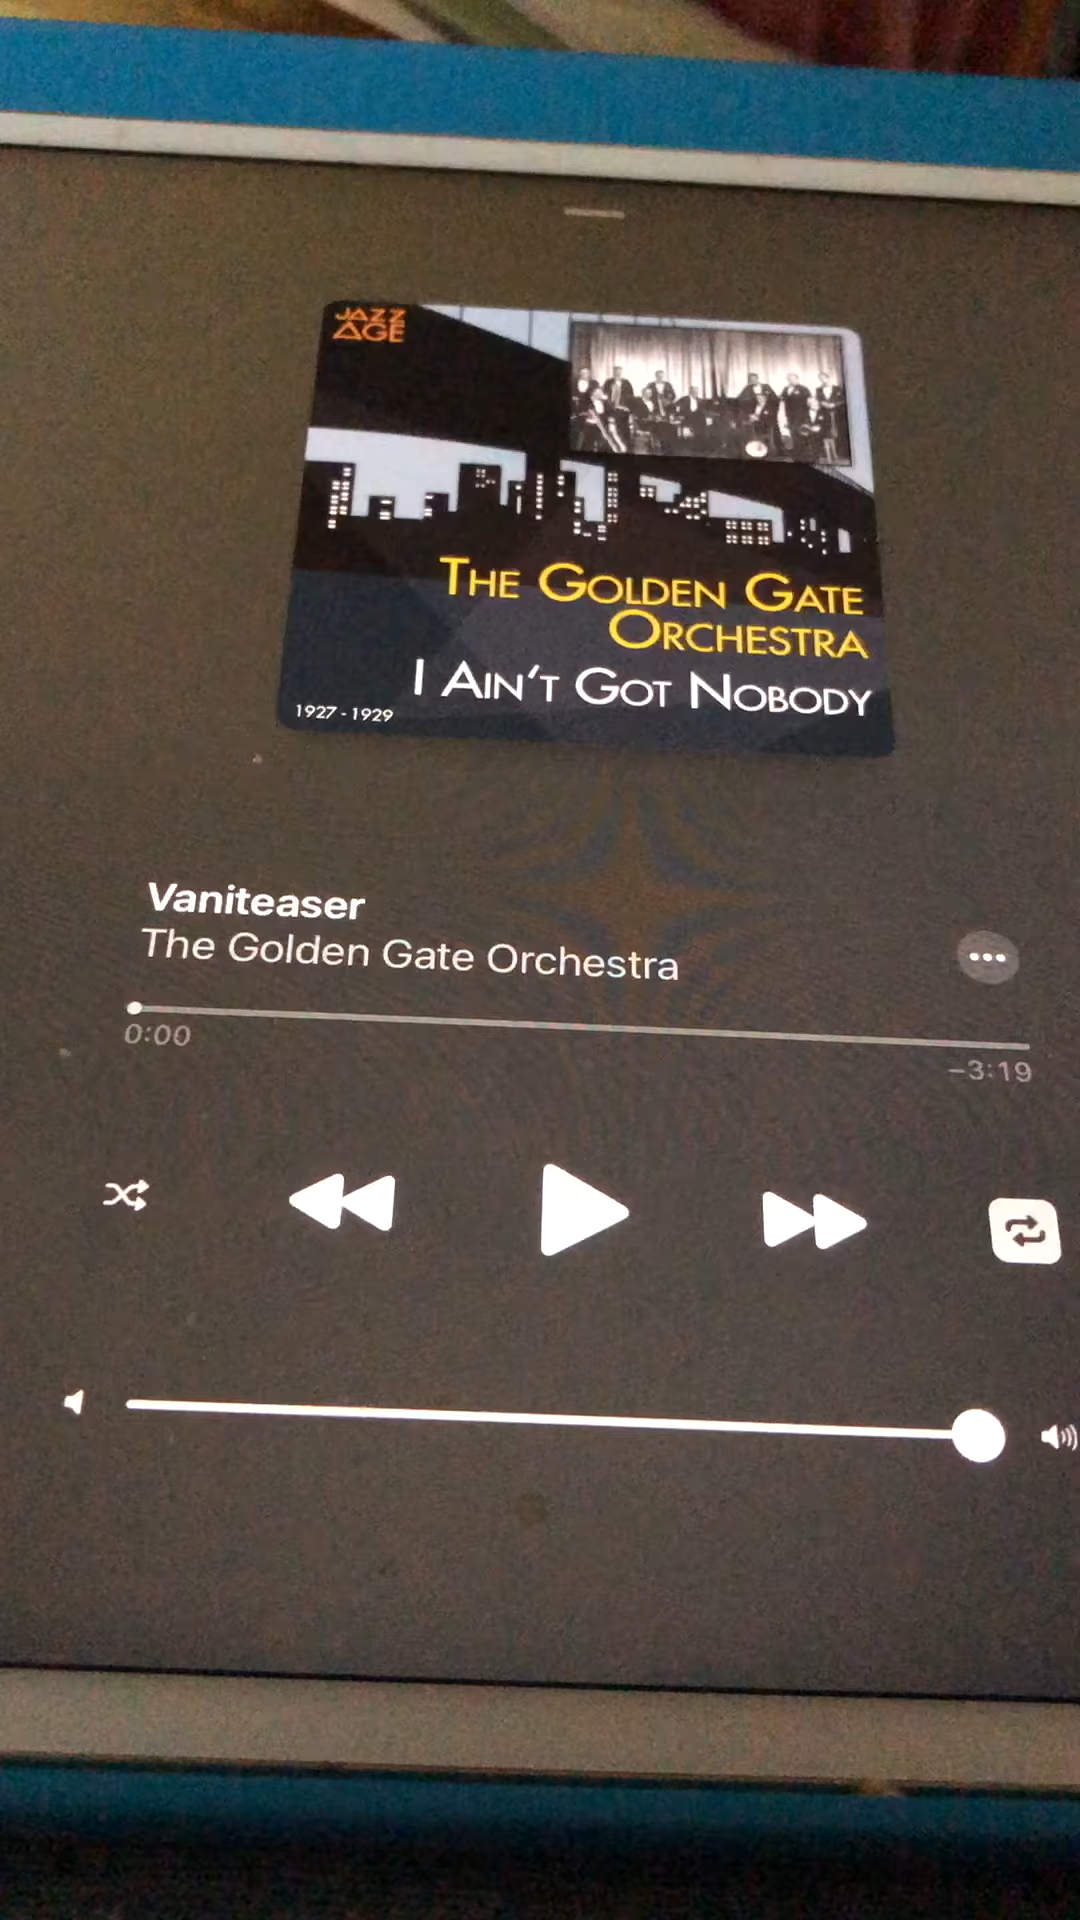 JAZZ
AGE
THE GOLDEN GATE
ORCHESTRA
I AIN'T GOT NOBODY
1927 - 1929
Vaniteaser
The Golden Gate Orchestra
0:00
-3:19